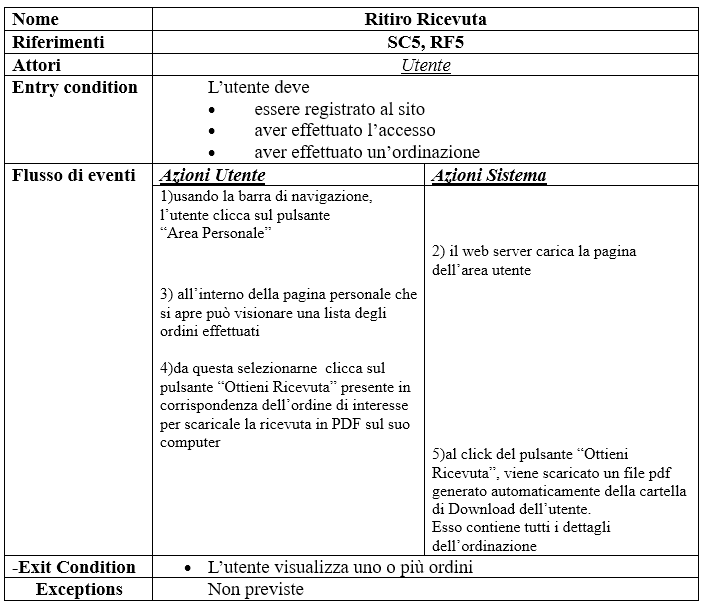 Nome Ritiro Ricevuta
Riferimenti SC5, RF5
Attori Utente
Entry condition L’utente deve
• essere registrato al sito
• aver effettuato l’accesso
• aver effettuato un’ordinazione
Flusso di eventi Azioni Utente Azioni Sistema
1)usando la barra di navigazione,
l’utente clicca sul pulsante
“Area Personale”
2) il web server carica la pagina
dell’area utente
3) all’interno della pagina personale che
si apre può visionare una lista degli
ordini effettuati
4)da questa selezionarne clicca sul
pulsante “Ottieni Ricevuta” presente in
corrispondenza dell’ordine di interesse
per scaricale la ricevuta in PDF sul suo
computer
5)al click del pulsante “Ottieni
Ricevuta”, viene scaricato un file pdf
generato automaticamente della cartella
di Download dell’utente.
Esso contiene tutti i dettagli
dell’ordinazione
-Exit Condition • L’utente visualizza uno o più ordini
Exceptions Non previste